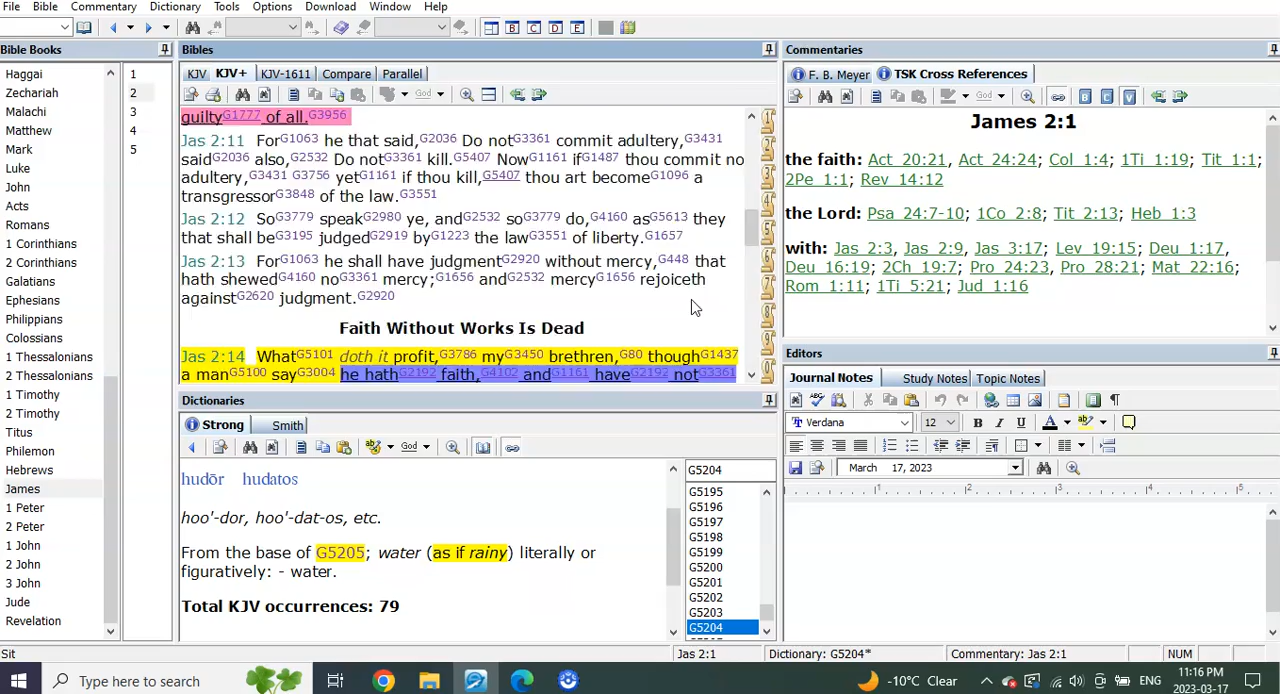 File Bible Commentary Dictionary Tools Options Download Window Help
B C D E
Bible Books
Haggai
Zechariah
Malachi
Matthew
Mark
Luke
John
Acts
Romans
1 Corinthians
2 Corinthians
Galatians
Ephesians
Philippians
Colossians
1 Thessalonians
2 Thessalonians
1 Timothy
2 Timothy
Titus
Philemon
Hebrews
James
1 Peter
2 Peter
1 John
2 John
3 John
Jude
Revelation
1
2
3
4
5
Bibles
KJV KJV+ KJV-1611 Compare Parallel
God
guiltyG1777 of all.G3956
Jas 2:11 ForG1063 he that said,G2036 Do notG3361 commit adultery,G3431
saidG2036 also,G2532 Do notG3361 kill.G5407 NowG1161 ifG1487 thou commit no
adultery,G3431 G3756 yetG1161 if thou kill,G5407 thou art becomeG1096 a
transgressorG3848 of the law.G3551
Jas 2:12 SoG3779 speakG2980 ye, andG2532 soG3779 do,G4160 asG5613 they
that shall beG3195 judgedG2919 byG1223 the lawG3551 of liberty.G1657
Jas 2:13 ForG1063 he shall have judgmentG2920 without mercy,G448 that
hath shewedG4160 noG3361 mercy;G1656 andG2532 mercyG1656 rejoiceth
againstG2620 judgment.G2920
Faith Without Works Is Dead
Jas 2:14 WhatG5101 doth it profit,G3786 myG3450 brethren,G80 thoughG1437
a manG5100 sayG3004 he hathG2192 faith,G4102 andG1161 haveG2192 notG3361
Dictionaries
Strong Smith
God
hudōr hudatos
hoo'-dor, hoo'-dat-os, etc.
From the base of G5205; water (as if rainy) literally or
figuratively: - water.
Total KJV occurrences: 79
G5204
G5195
G5196
G5197
G5198
G5199
G5200
G5201
G5202
G5203
G5204
Commentaries
F. B. Meyer TSK Cross References
God B C V
James 2:1
the faith: Act 20:21, Act 24:24; Col 1:4; 1Ti 1:19; Tit 1:1;
2Pe 1:1; Rev 14:12
the Lord: Psa 24:7-10; 1Co 2:8; Tit 2:13; Heb 1:3
with: Jas 2:3, Jas 2:9, Jas 3:17; Lev 19:15; Deu 1:17,
Deu 16:19; 2Ch 19:7; Pro 24:23, Pro 28:21; Mat 22:16;
Rom 1:11; 1Ti 5:21; Jud 1:16
Editors
Journal Notes Study Notes Topic Notes
Verdana 12 B I U A
March 17, 2023
1 2 3 4 5
Sit Jas 2:1 Dictionary: G5204* Commentary: Jas 2:1 NUM
Type here to search
-10°C Clear ENG 11:16 PM
2023-03-17